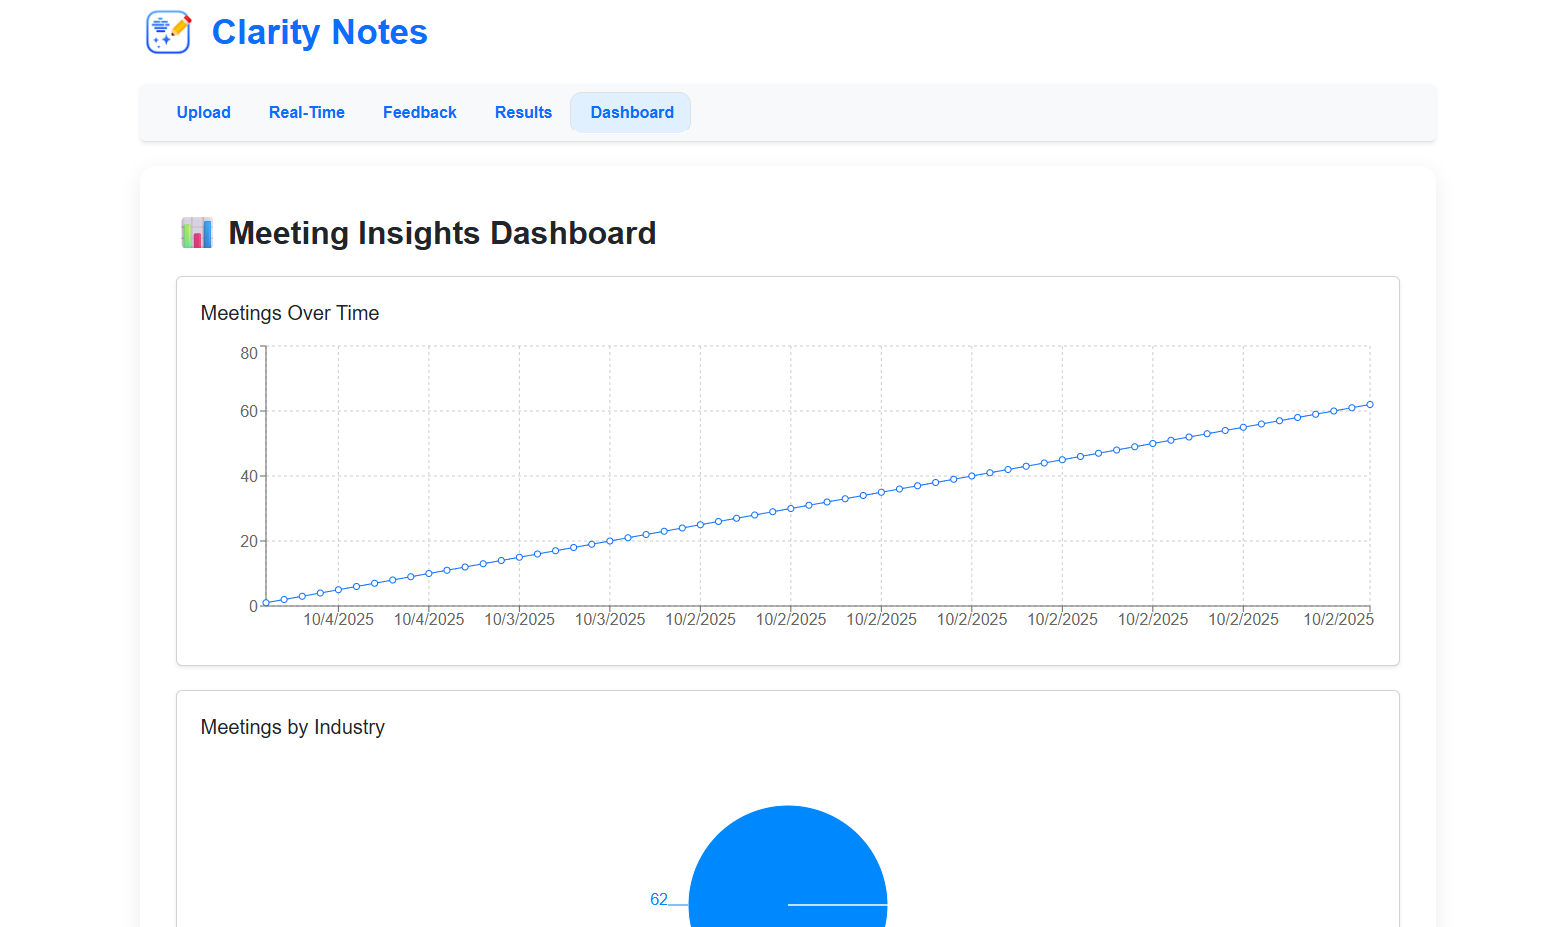 Clarity Notes
Upload Real-Time Feedback Results Dashboard
Meeting Insights Dashboard
Meetings Over Time
80
60
40
20
0
10/4/2025 10/4/2025 10/3/2025 10/3/2025 10/2/2025 10/2/2025 10/2/2025 10/2/2025 10/2/2025 10/2/2025 10/2/2025 10/2/2025
Meetings by Industry
62